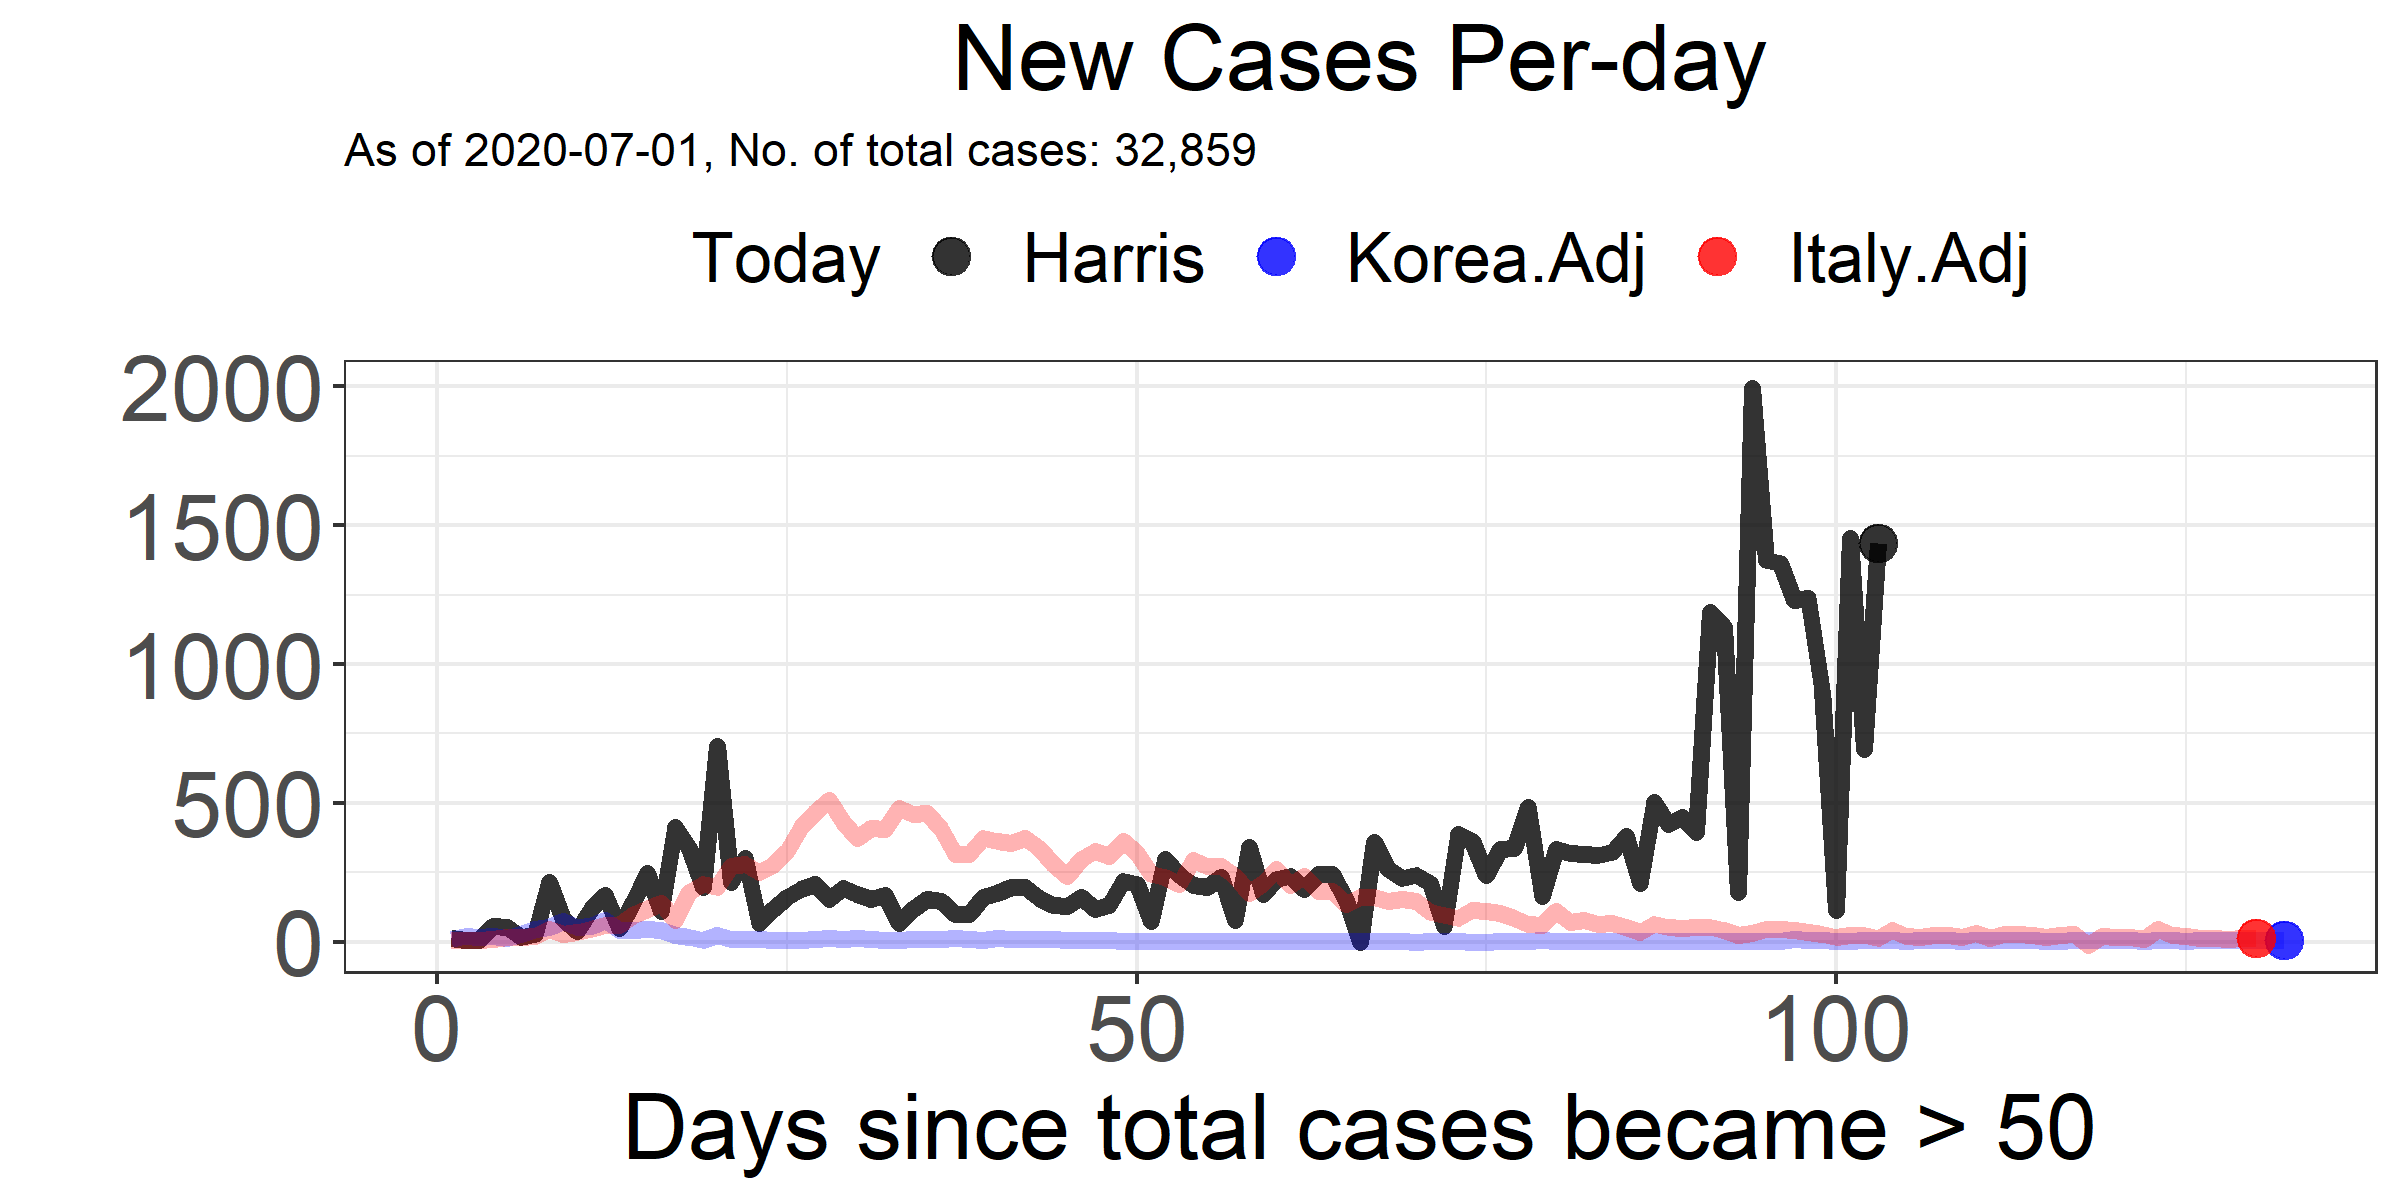 New Cases Per-day
As of 2020-07-01, No. of total cases: 32,859
Today Harris Korea.Adj Italy.Adj
2000
1500
1000
500
0
0 50 100
Days since total cases became > 50